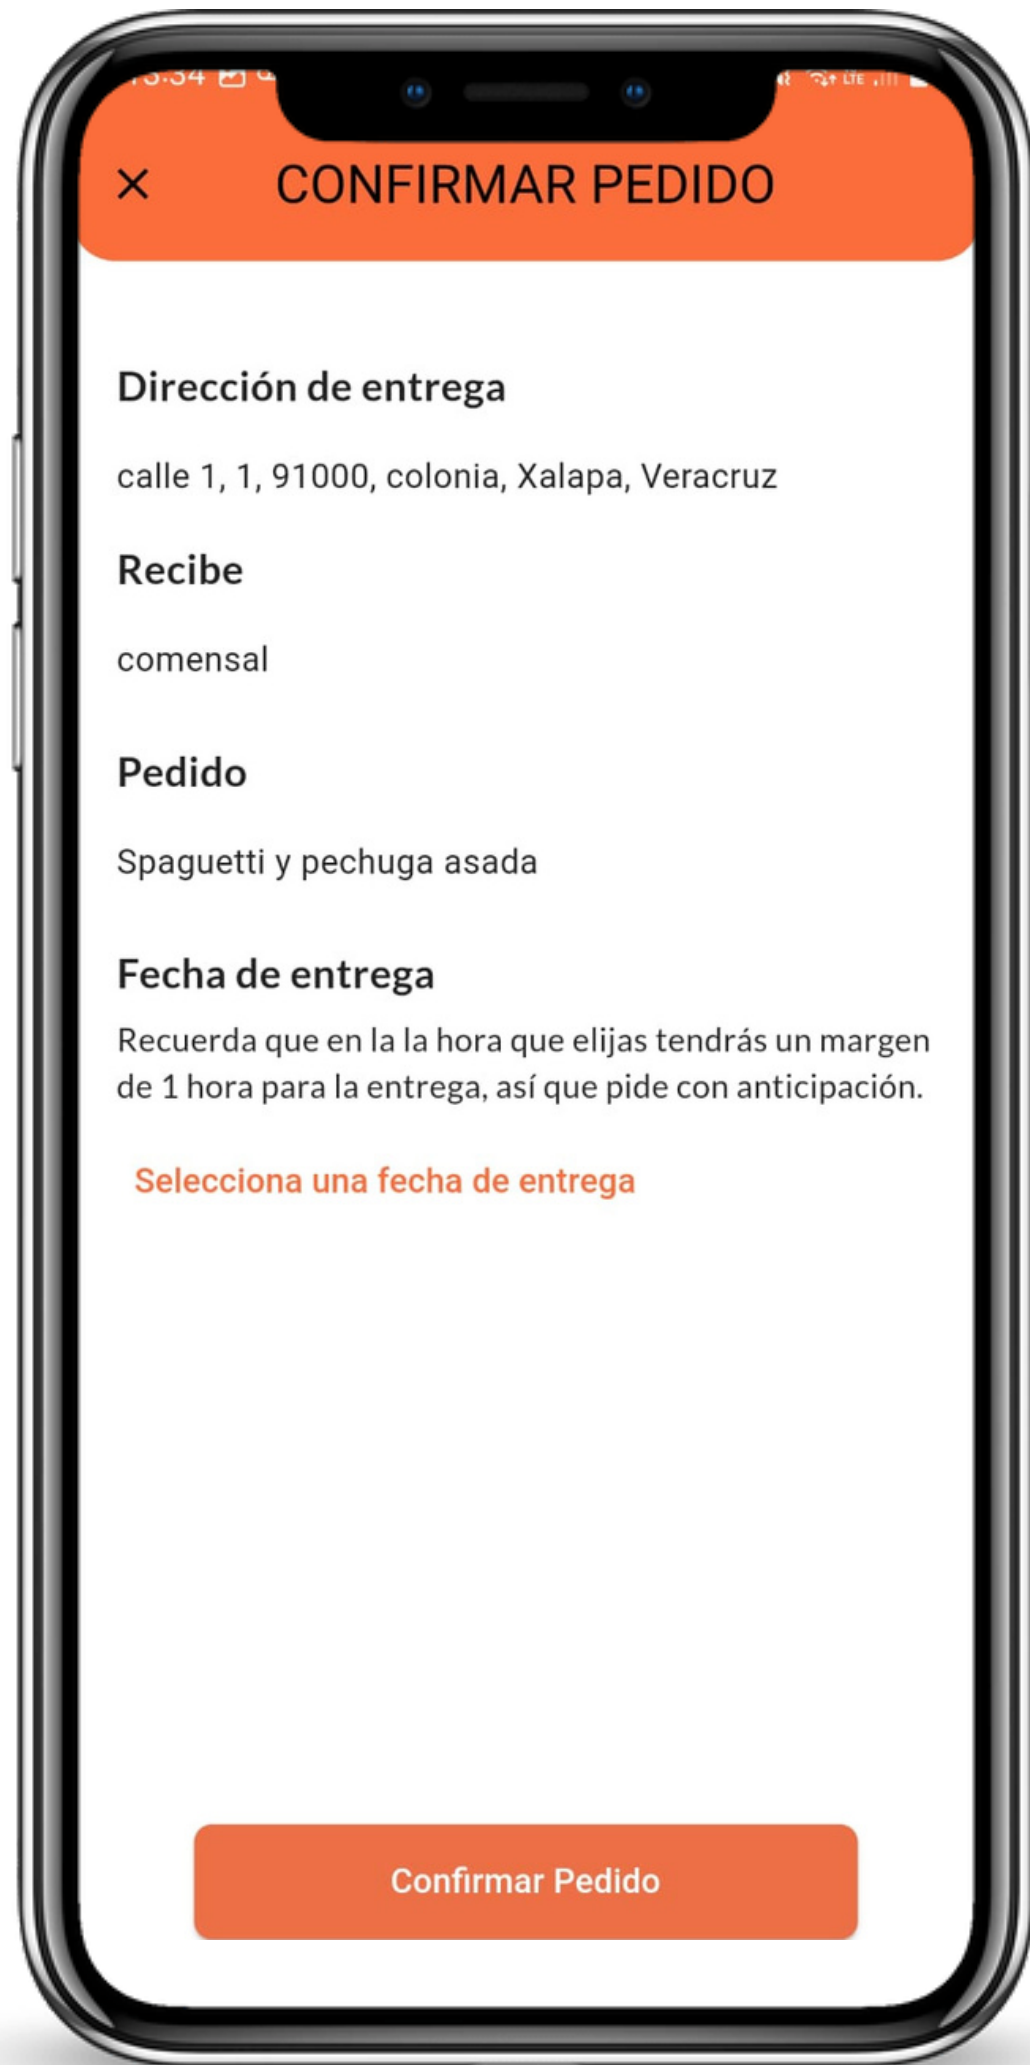 LTE
CONFIRMAR PEDIDO
Dirección de entrega
calle 1, 1, 91000, colonia, Xalapa, Veracruz
Recibe
comensal
Pedido
Spaguetti y pechuga asada
Fecha de entrega
Recuerda que en la la hora que elijas tendrás un margen
de 1 hora para la entrega, así que pide con anticipación.
Selecciona una fecha de entrega
Confirmar Pedido